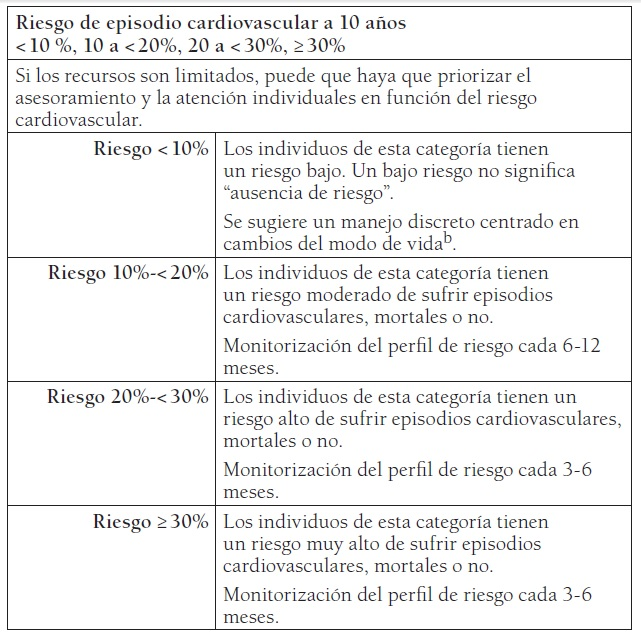 Riesgo de episodio cardiovascular a 10 años
<10 %, 10 a <20%, 20 a <30%, ≥30%
Si los recursos son limitados, puede que haya que priorizar el
asesoramiento y la atención individuales en función del riesgo
cardiovascular.
Riesgo <10%
Los individuos de esta categoría tienen
un riesgo bajo. Un bajo riesgo no significa
“ausencia de riesgo”.
Se sugiere un manejo discreto centrado en
cambios del modo de vidaᵇ.
Riesgo 10%-<20%
Los individuos de esta categoría tienen
un riesgo moderado de sufrir episodios
cardiovasculares, mortales o no.
Monitorización del perfil de riesgo cada 6-12
meses.
Riesgo 20%-<30%
Los individuos de esta categoría tienen un
riesgo alto de sufrir episodios cardiovasculares,
mortales o no.
Monitorización del perfil de riesgo cada 3-6
meses.
Riesgo ≥30%
Los individuos de esta categoría tienen
un riesgo muy alto de sufrir episodios
cardiovasculares, mortales o no.
Monitorización del perfil de riesgo cada 3-6
meses.